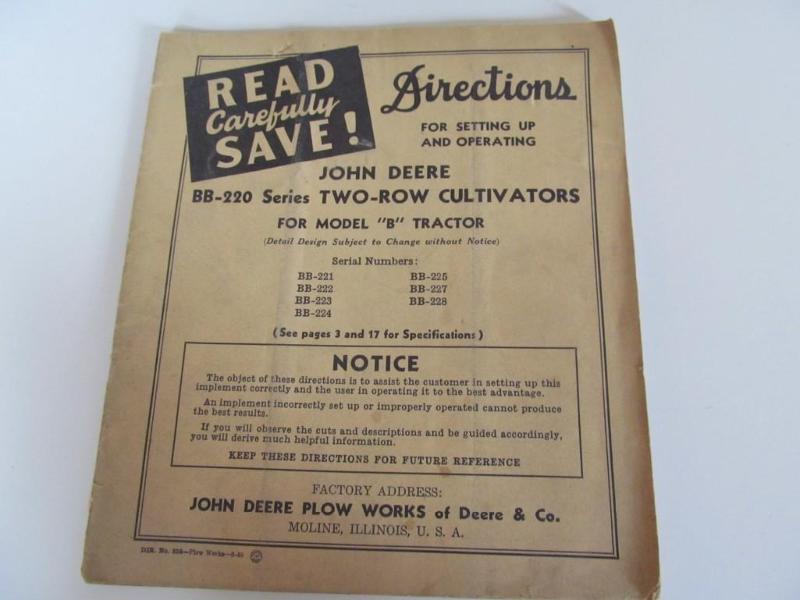 READ
Carefully
SAVE!
Directions
FOR SETTING UP
AND OPERATING
JOHN DEERE
BB-220 Series TWO-ROW CULTIVATORS
FOR MODEL "B" TRACTOR
(Detail Design Subject to Change without Notice)
Serial Numbers:
BB-221 BB-225
BB-222 BB-227
BB-223 BB-228
BB-224
(See pages 3 and 17 for Specifications)
NOTICE
The object of these directions is to assist the customer in setting up this
implement correctly and the user in operating it to the best advantage.
An implement incorrectly set up or improperly operated cannot produce
the best results.
If you will observe the cuts and descriptions and be guided accordingly,
you will derive much helpful information.
KEEP THESE DIRECTIONS FOR FUTURE REFERENCE
FACTORY ADDRESS:
JOHN DEERE PLOW WORKS of Deere & Co.
MOLINE, ILLINOIS, U. S. A.
DIR. No. Plow Works